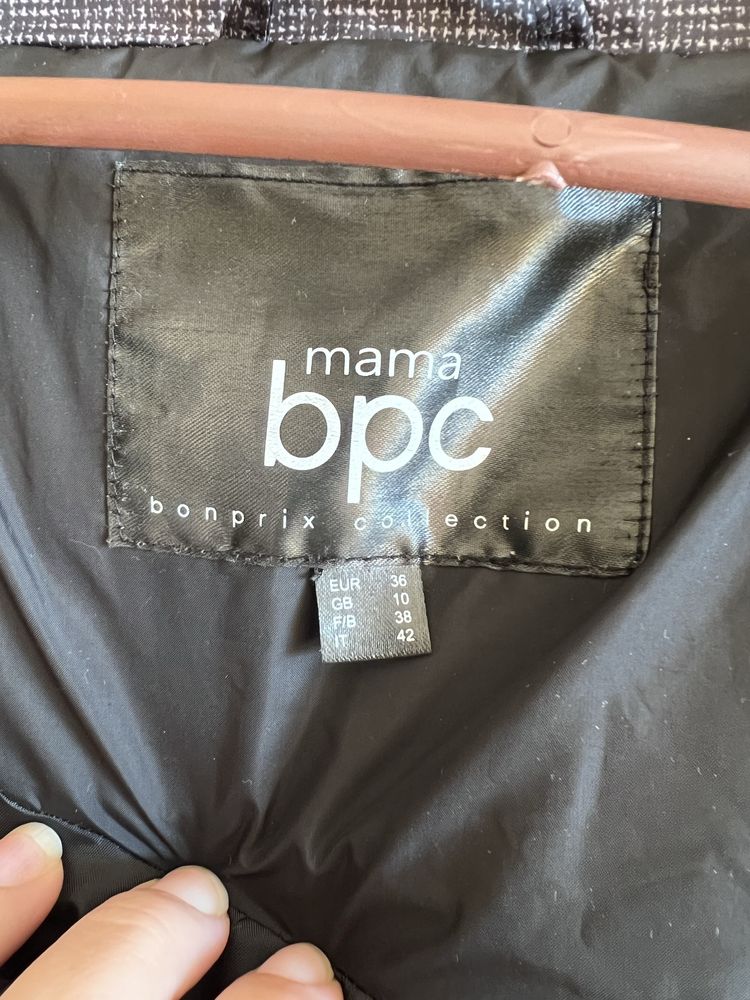 mama
bpc
bonprix collection
EUR 36
GB 10
F/B 38
IT 42